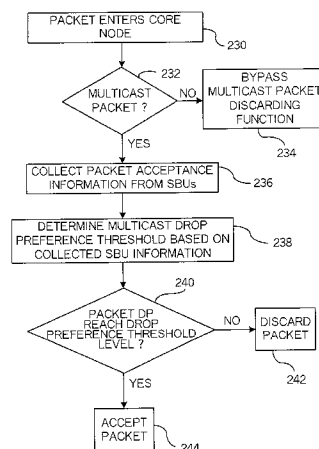 PACKET ENTERS CORE
NODE
230
232
MULTICAST
PACKET ?
NO
BYPASS
MULTICAST PACKET
DISCARDING
FUNCTION
234
YES
COLLECT PACKET ACCEPTANCE
INFORMATION FROM SBUs
236
DETERMINE MULTICAST DROP
PREFERENCE THRESHOLD BASED ON
COLLECTED SBU INFORMATION
238
240
PACKET DP
REACH DROP
PREFERENCE THRESHOLD
LEVEL ?
NO
DISCARD
PACKET
242
YES
ACCEPT
PACKET
244